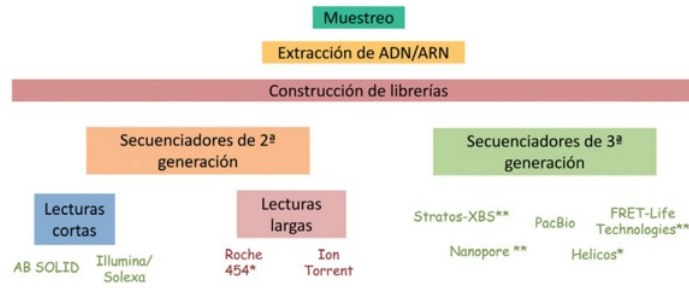 Muestreo
Extracción de ADN/ARN
Construcción de librerías
Secuenciadores de 2ª
generación
Secuenciadores de 3ª
generación
Lecturas
cortas
Lecturas
largas
AB SOLID
Illumina/
Solexa
Roche
454*
Ion
Torrent
Stratos-XBS**
PacBio
FRET-Life
Technologies**
Nanopore **
Helicos*